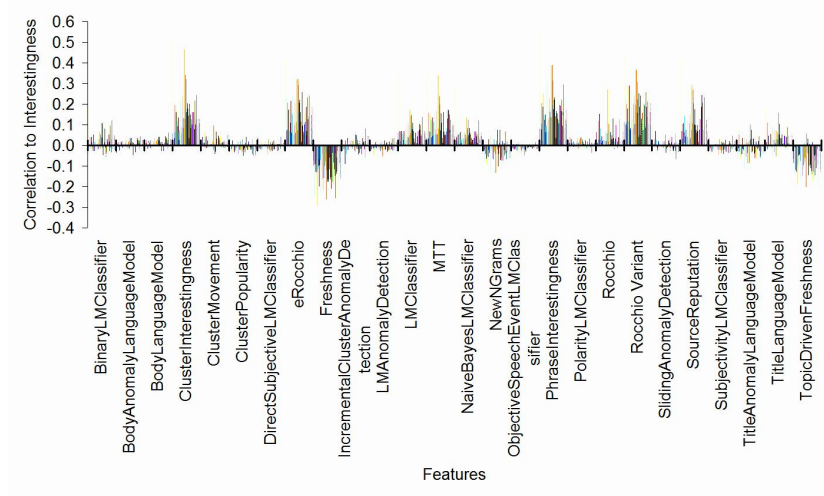 0.6
0.5
0.4
0.3
0.2
0.1
0.0
-0.1
-0.2
-0.3
-0.4
Correlation to Interestingness
BinaryLMClassifier
BodyAnomalyLanguageModel
BodyLanguageModel
ClusterInterestingness
ClusterMovement
ClusterPopularity
DirectSubjectiveLMClassifier
eRocchio
Freshness
IncrementalClusterAnomalyDe
tection
LMAnomalyDetection
LMClassifier
MTT
NaiveBayesLMClassifier
NewNGrams
ObjectiveSpeechEventLMClas
sifier
PhraseInterestingness
PolarityLMClassifier
Rocchio
Rocchio Variant
SlidingAnomalyDetection
SourceReputation
SubjectivityLMClassifier
TitleAnomalyLanguageModel
TitleLanguageModel
TopicDrivenFreshness
Features